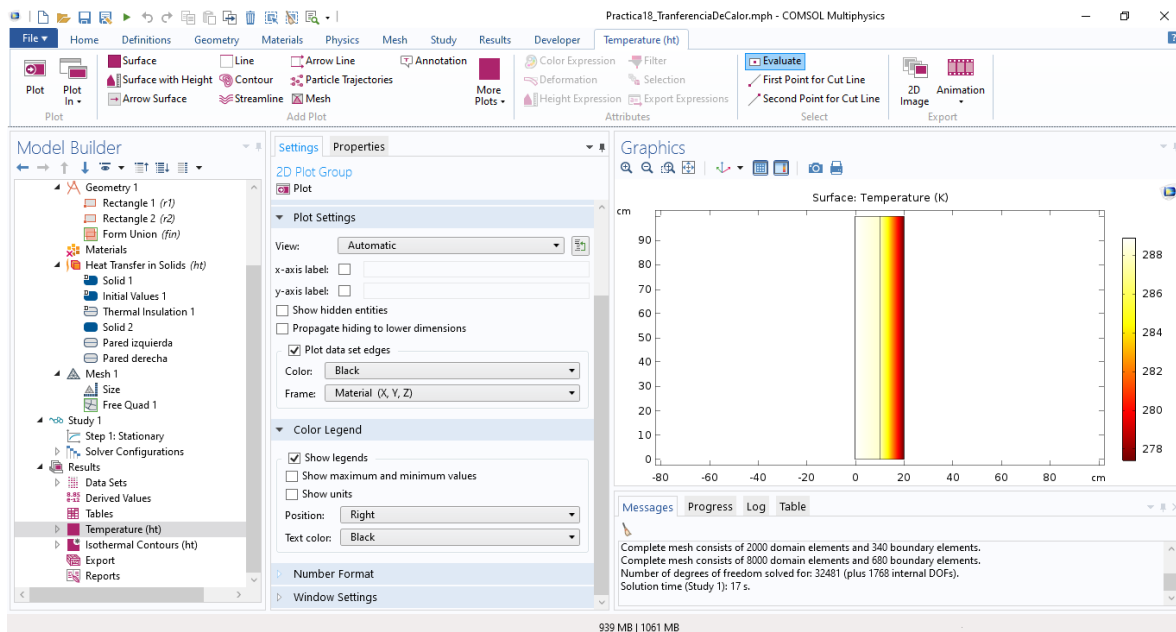 Practica18_TranferenciaDeCalor.mph - COMSOL Multiphysics
File Home Definitions Geometry Materials Physics Mesh Study Results Developer Temperature (ht)
Plot
Plot In
Plot
Surface
Line
Arrow Line
Annotation
Surface with Height
Contour
Particle Trajectories
Arrow Surface
Streamline
Mesh
More Plots
Add Plot
Color Expression
Filter
Deformation
Selection
Height Expression
Export Expressions
Attributes
Evaluate
First Point for Cut Line
Second Point for Cut Line
Select
2D Image
Animation
Export
Model Builder
Geometry 1
Rectangle 1 (r1)
Rectangle 2 (r2)
Form Union (fin)
Materials
Heat Transfer in Solids (ht)
Solid 1
Initial Values 1
Thermal Insulation 1
Solid 2
Pared izquierda
Pared derecha
Mesh 1
Size
Free Quad 1
Study 1
Step 1: Stationary
Solver Configurations
Results
Data Sets
8.85
e-12
Derived Values
Tables
Temperature (ht)
Isothermal Contours (ht)
Export
Reports
Settings Properties
2D Plot Group
Plot
Plot Settings
View: Automatic
x-axis label:
y-axis label:
Show hidden entities
Propagate hiding to lower dimensions
Plot data set edges
Color: Black
Frame: Material (X, Y, Z)
Color Legend
Show legends
Show maximum and minimum values
Show units
Position: Right
Text color: Black
Number Format
Window Settings
Graphics
Surface: Temperature (K)
cm
90
80
70
60
50
40
30
20
10
0
-80 -60 -40 -20 0 20 40 60 80 cm
288
286
284
282
280
278
Messages Progress Log Table
Complete mesh consists of 2000 domain elements and 340 boundary elements.
Complete mesh consists of 8000 domain elements and 680 boundary elements.
Number of degrees of freedom solved for: 32481 (plus 1768 internal DOFs).
Solution time (Study 1): 17 s.
939 MB | 1061 MB